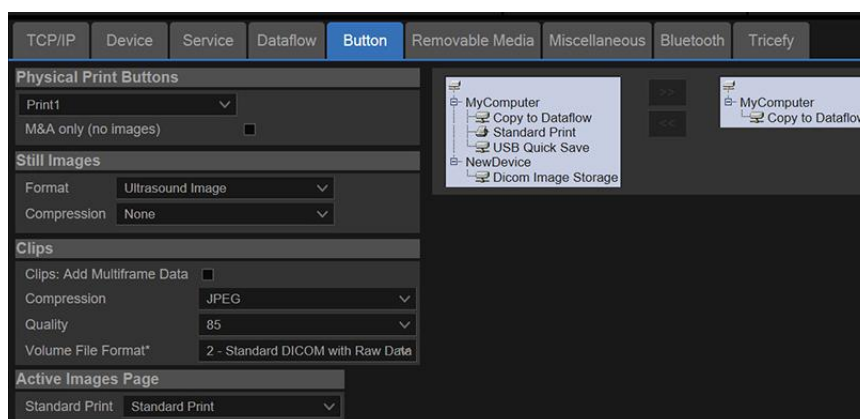 TCP/IP Device Service Dataflow Button Removable Media Miscellaneous Bluetooth Tricefy
Physical Print Buttons
Print1
M&A only (no images)
Still Images
Format Ultrasound Image
Compression None
Clips
Clips: Add Multiframe Data
Compression JPEG
Quality 85
Volume File Format* 2 - Standard DICOM with Raw Data
Active Images Page
Standard Print Standard Print
MyComputer
Copy to Dataflow
Standard Print
USB Quick Save
NewDevice
Dicom Image Storage
>>
<<
MyComputer
Copy to Dataflow